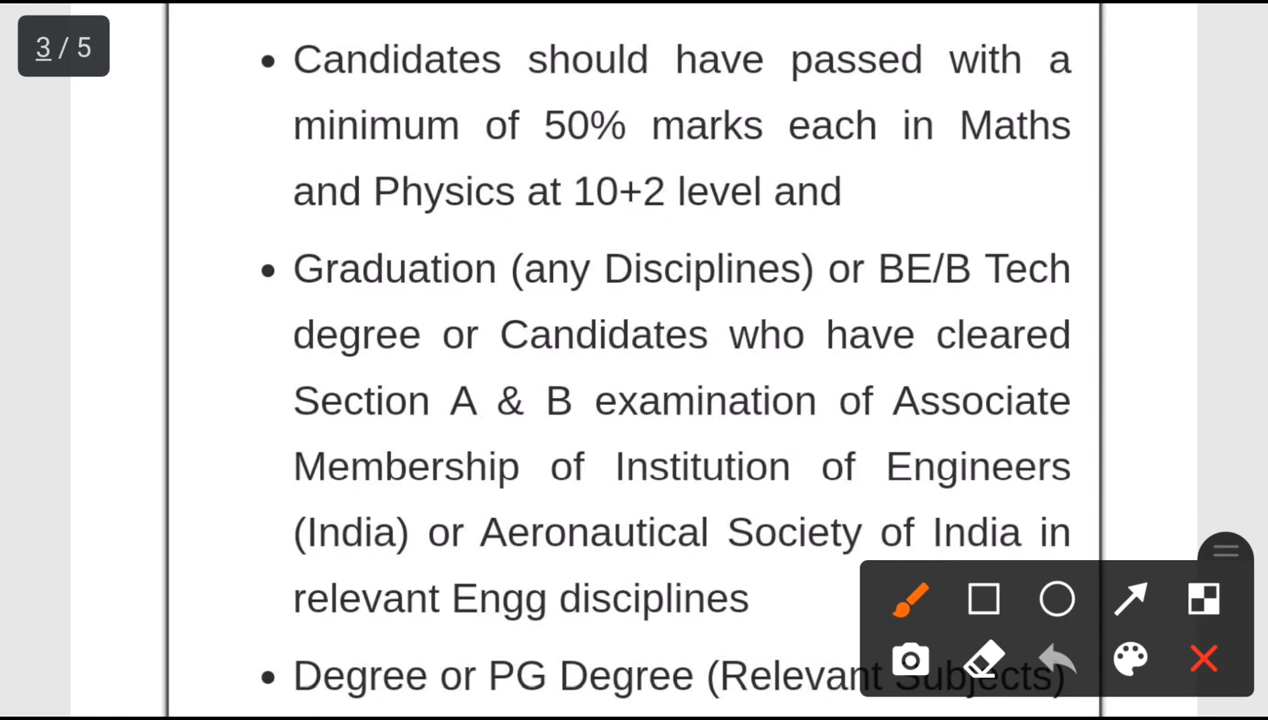 3 / 5
• Candidates should have passed with a
minimum of 50% marks each in Maths
and Physics at 10+2 level and
• Graduation (any Disciplines) or BE/B Tech
degree or Candidates who have cleared
Section A & B examination of Associate
Membership of Institution of Engineers
(India) or Aeronautical Society of India in
relevant Engg disciplines
• Degree or PG Degree (Relevant Subjects)